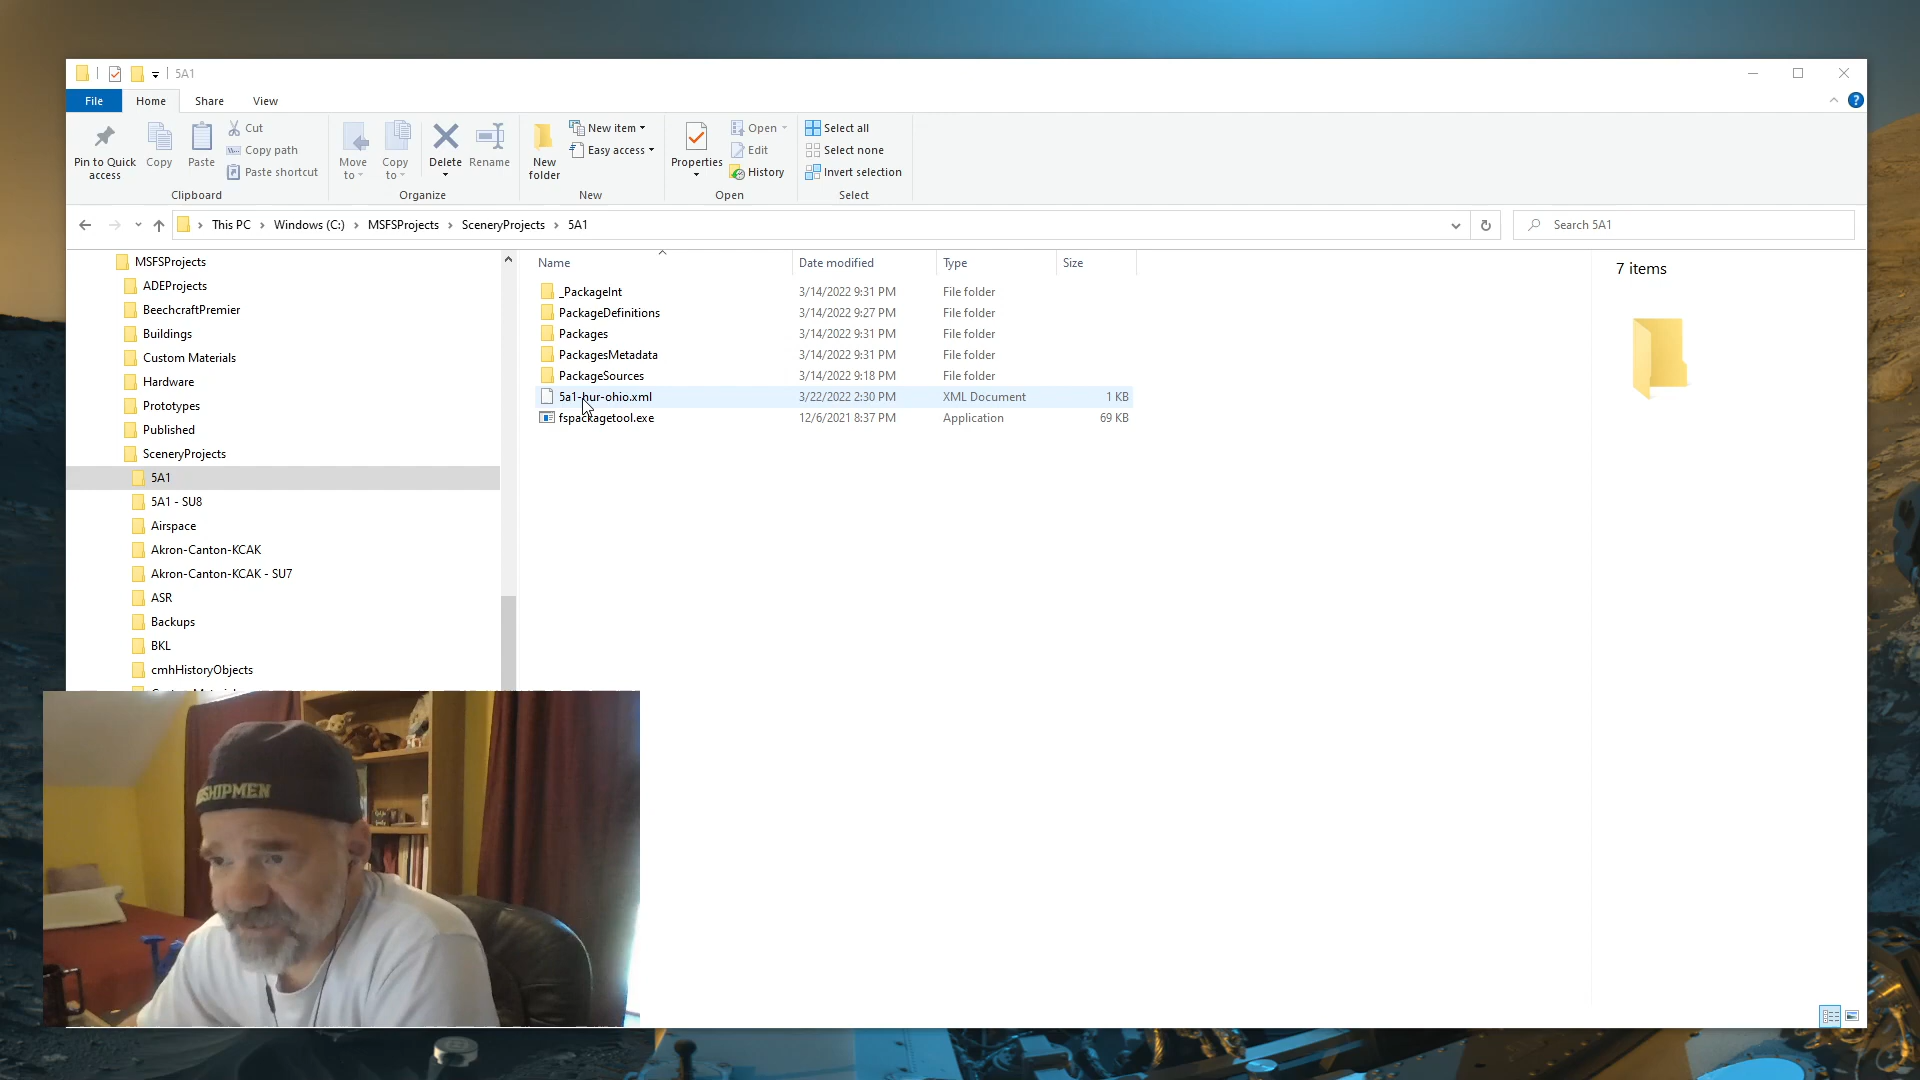 5A1
File Home Share View
Pin to Quick access
Copy
Paste
Cut
Copy path
Paste shortcut
Clipboard
Move to
Copy to
Delete
Rename
Organize
New folder
New item
Easy access
New
Properties
Open
Edit
History
Open
Select all
Select none
Invert selection
Select
This PC > Windows (C:) > MSFSProjects > SceneryProjects > 5A1
Search 5A1
MSFSProjects
ADEProjects
BeechcraftPremier
Buildings
Custom Materials
Hardware
Prototypes
Published
SceneryProjects
5A1
5A1 - SU8
Airspace
Akron-Canton-KCAK
Akron-Canton-KCAK - SU7
ASR
Backups
BKL
cmhHistoryObjects
Name Date modified Type Size
_PackageInt 3/14/2022 9:31 PM File folder
PackageDefinitions 3/14/2022 9:27 PM File folder
Packages 3/14/2022 9:31 PM File folder
PackagesMetadata 3/14/2022 9:31 PM File folder
PackageSources 3/14/2022 9:18 PM File folder
5a1-hur-ohio.xml 3/22/2022 2:30 PM XML Document 1 KB
fspackagetool.exe 12/6/2021 8:37 PM Application 69 KB
7 items